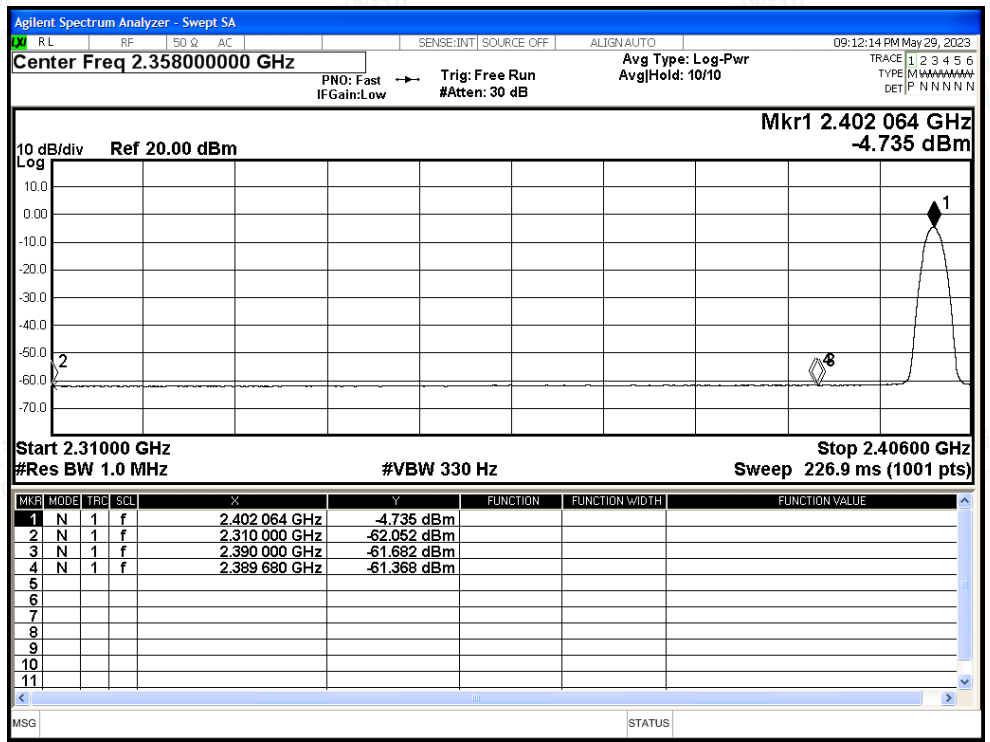 Agilent Spectrum Analyzer - Swept SA
LXI RL RF 50 Ω AC SENSE:INT SOURCE OFF ALIGN AUTO 09:12:14 PM May 29, 2023
Center Freq 2.358000000 GHz
PNO: Fast
IFGain:Low
Trig: Free Run
#Atten: 30 dB
Avg Type: Log-Pwr
Avg|Hold: 10/10
TRACE 1 2 3 4 5 6
TYPE M WWWWW
DET P N N N N N
Mkr1 2.402 064 GHz
-4.735 dBm
10 dB/div Ref 20.00 dBm
Log
10.0
0.00
-10.0
-20.0
-30.0
-40.0
-50.0
-60.0
-70.0
1
2
43
Start 2.31000 GHz Stop 2.40600 GHz
#Res BW 1.0 MHz #VBW 330 Hz Sweep 226.9 ms (1001 pts)
MKR MODE TRC SCL X Y FUNCTION FUNCTION WIDTH FUNCTION VALUE
1 N 1 f 2.402 064 GHz -4.735 dBm
2 N 1 f 2.310 000 GHz -62.052 dBm
3 N 1 f 2.390 000 GHz -61.682 dBm
4 N 1 f 2.389 680 GHz -61.368 dBm
5
6
7
8
9
10
11
MSG STATUS